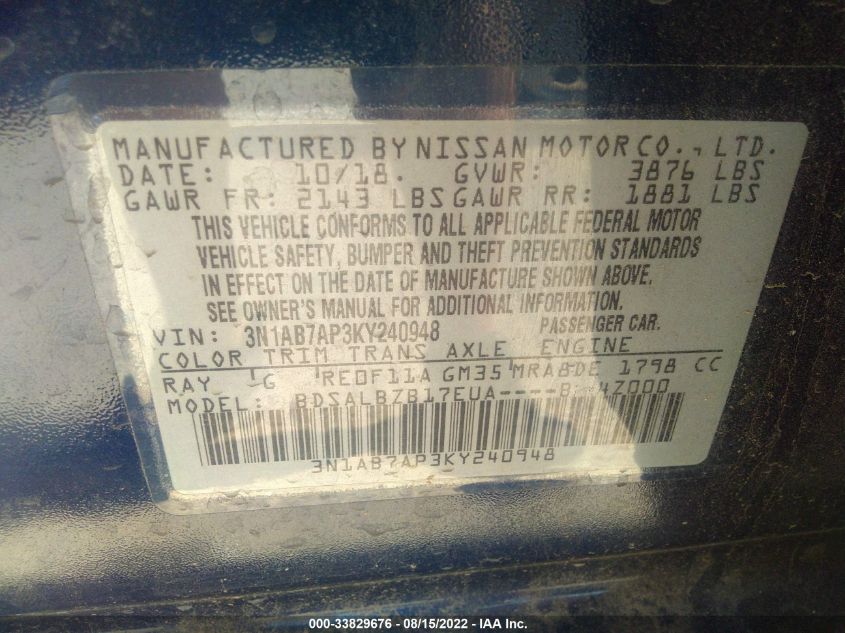 MANUFACTURED BY NISSAN MOTOR CO., LTD.
DATE: 10/18. GVWR: 3876 LBS
GAWR FR: 2143 LBS GAWR RR: 1881 LBS
THIS VEHICLE CONFORMS TO ALL APPLICABLE FEDERAL MOTOR
VEHICLE SAFETY, BUMPER AND THEFT PREVENTION STANDARDS
IN EFFECT ON THE DATE OF MANUFACTURE SHOWN ABOVE.
SEE OWNER'S MANUAL FOR ADDITIONAL INFORMATION.
VIN: 3N1AB7AP3KY240948 PASSENGER CAR.
COLOR TRIM TRANS AXLE ENGINE
RAY G RE0F11A GM35 MRA8DE 1798 CC
MODEL: BDSALBZB17EUA----
3N1AB7AP3KY240948
000-33829676 - 08/15/2022 - IAA Inc.